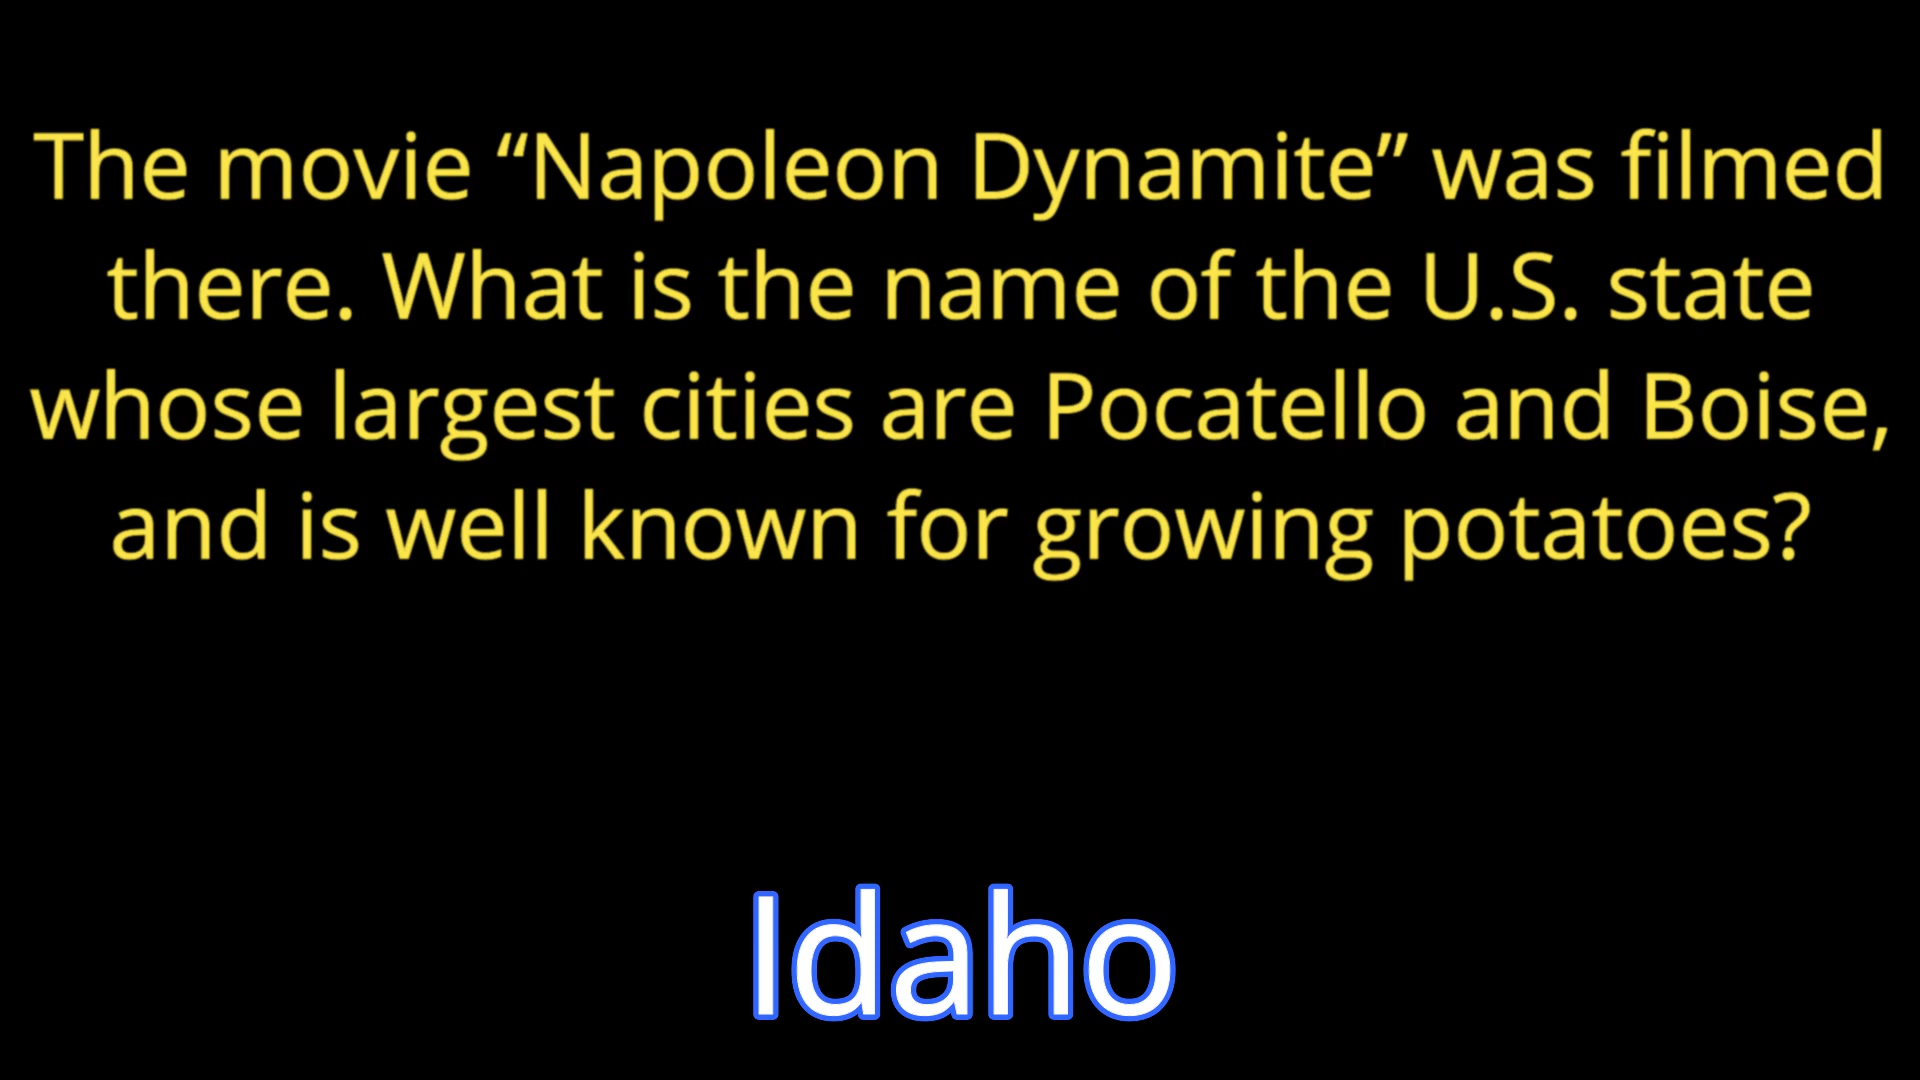 The movie “Napoleon Dynamite” was filmed
there. What is the name of the U.S. state
whose largest cities are Pocatello and Boise,
and is well known for growing potatoes?
Idaho